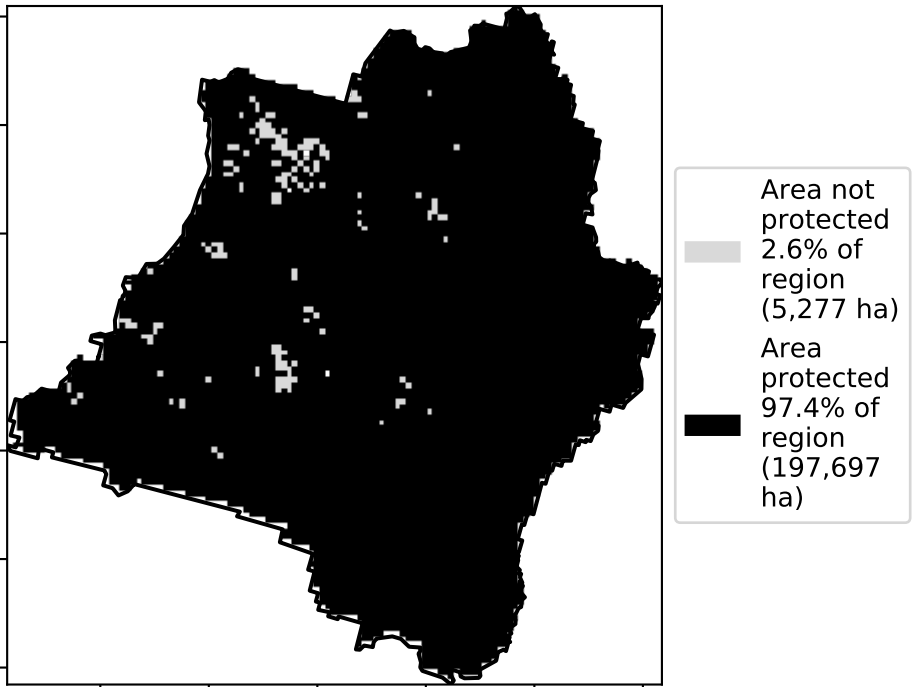 Area not
protected
2.6% of
region
(5,277 ha)
Area
protected
97.4% of
region
(197,697
ha)